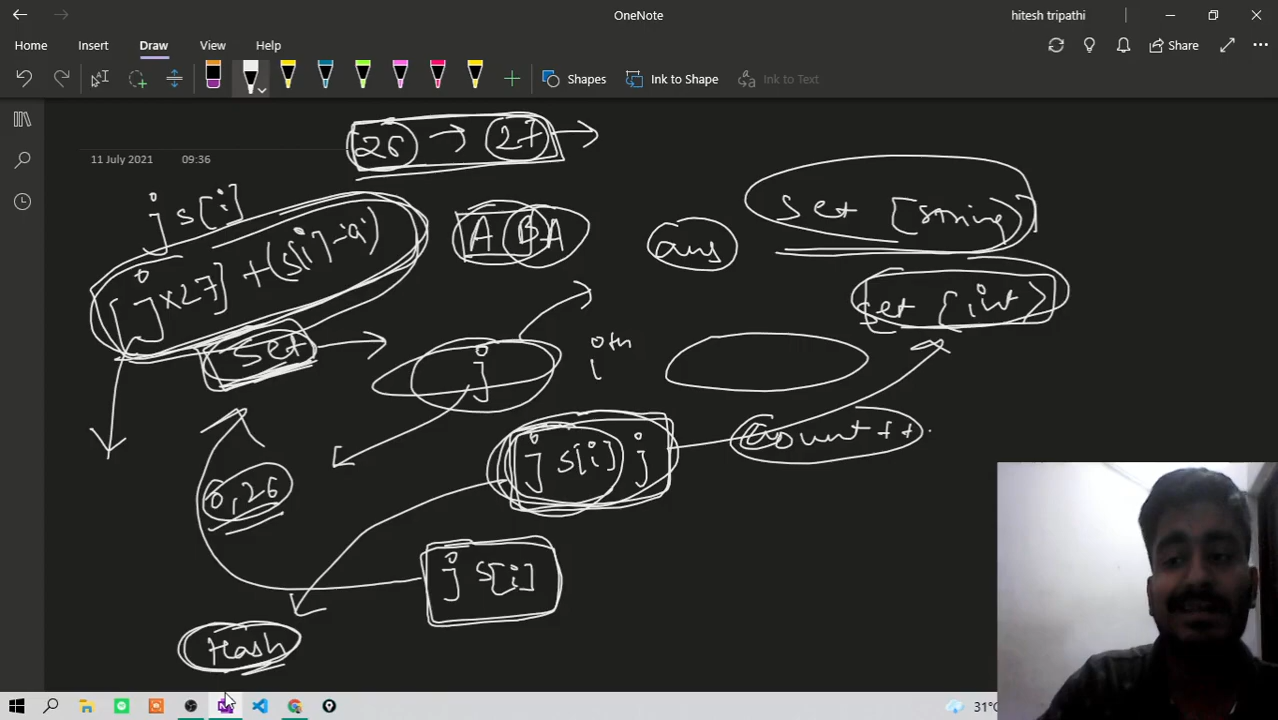 OneNote
hitesh tripathi
Home
Insert
Draw
View
Help
Share
Shapes
Ink to Shape
Ink to Text
11 July 2021 09:36
26 → 27 →
j s[i]
[j×27] + (s[i]-'a')
A B A
ans
set [string]
set [int]
Set
j
0th
i
j s[i] j
count ++
0,26
j s[i]
Hash
31°